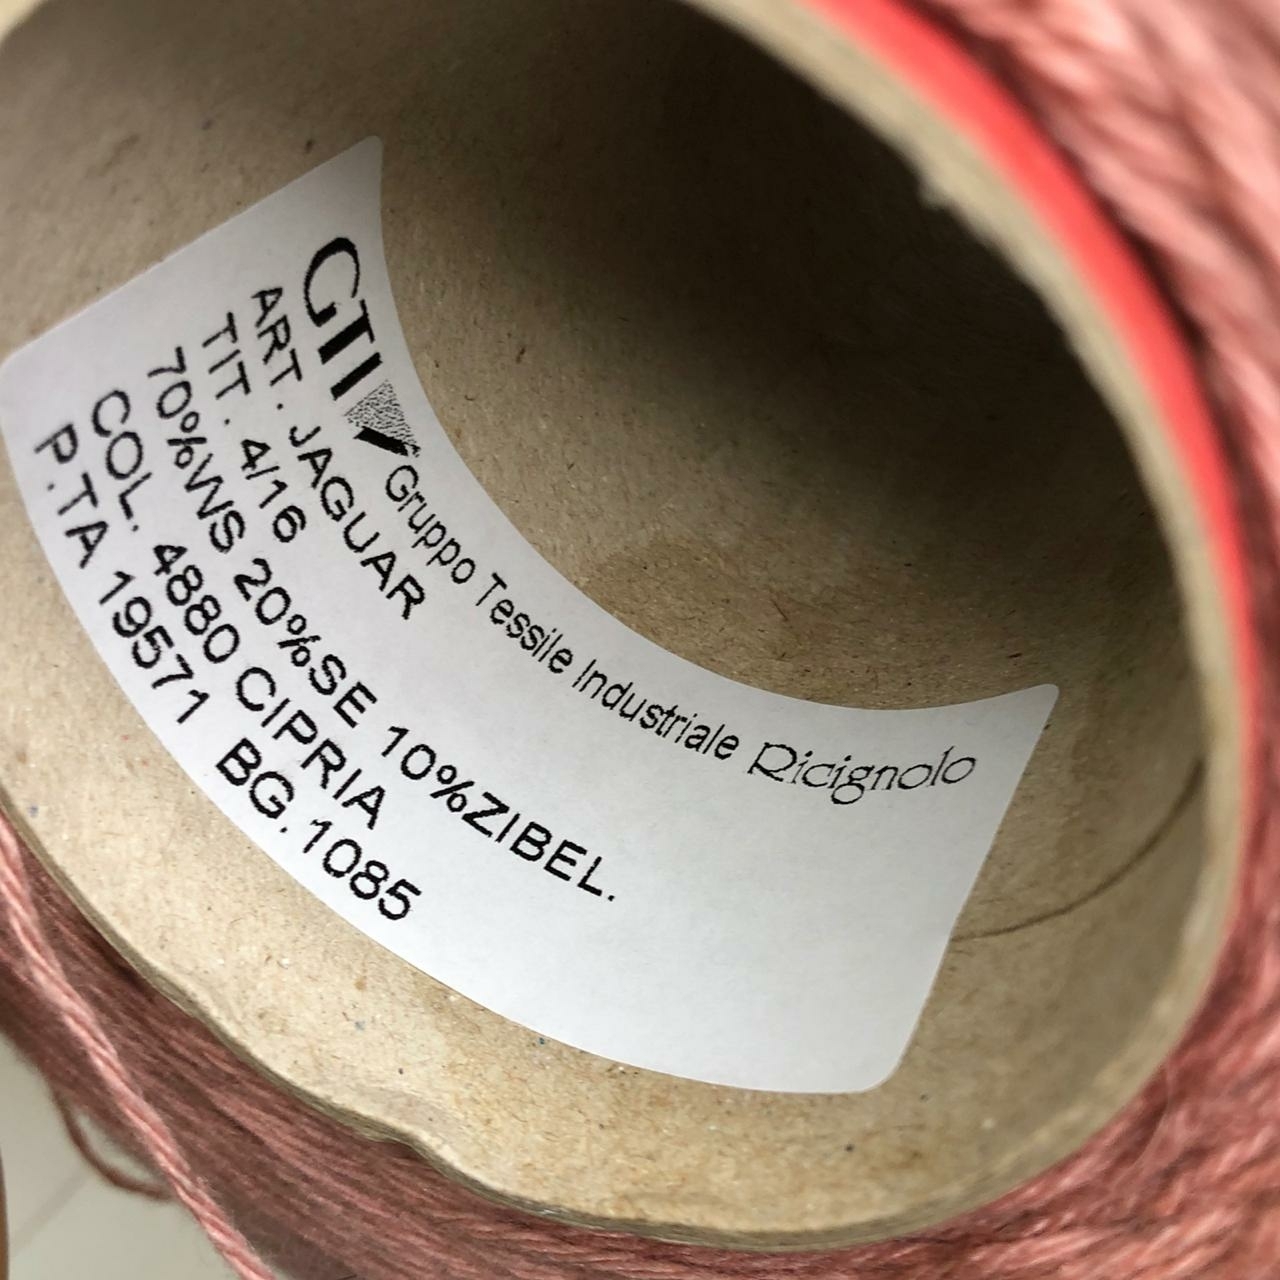 GTI Gruppo Tessile Industriale Ricignolo
ART. JAGUAR
TIT. 4/16
70%WS 20%SE 10%ZIBEL.
COL. 4880 CIPRIA
P.TA 19571 BG.1085